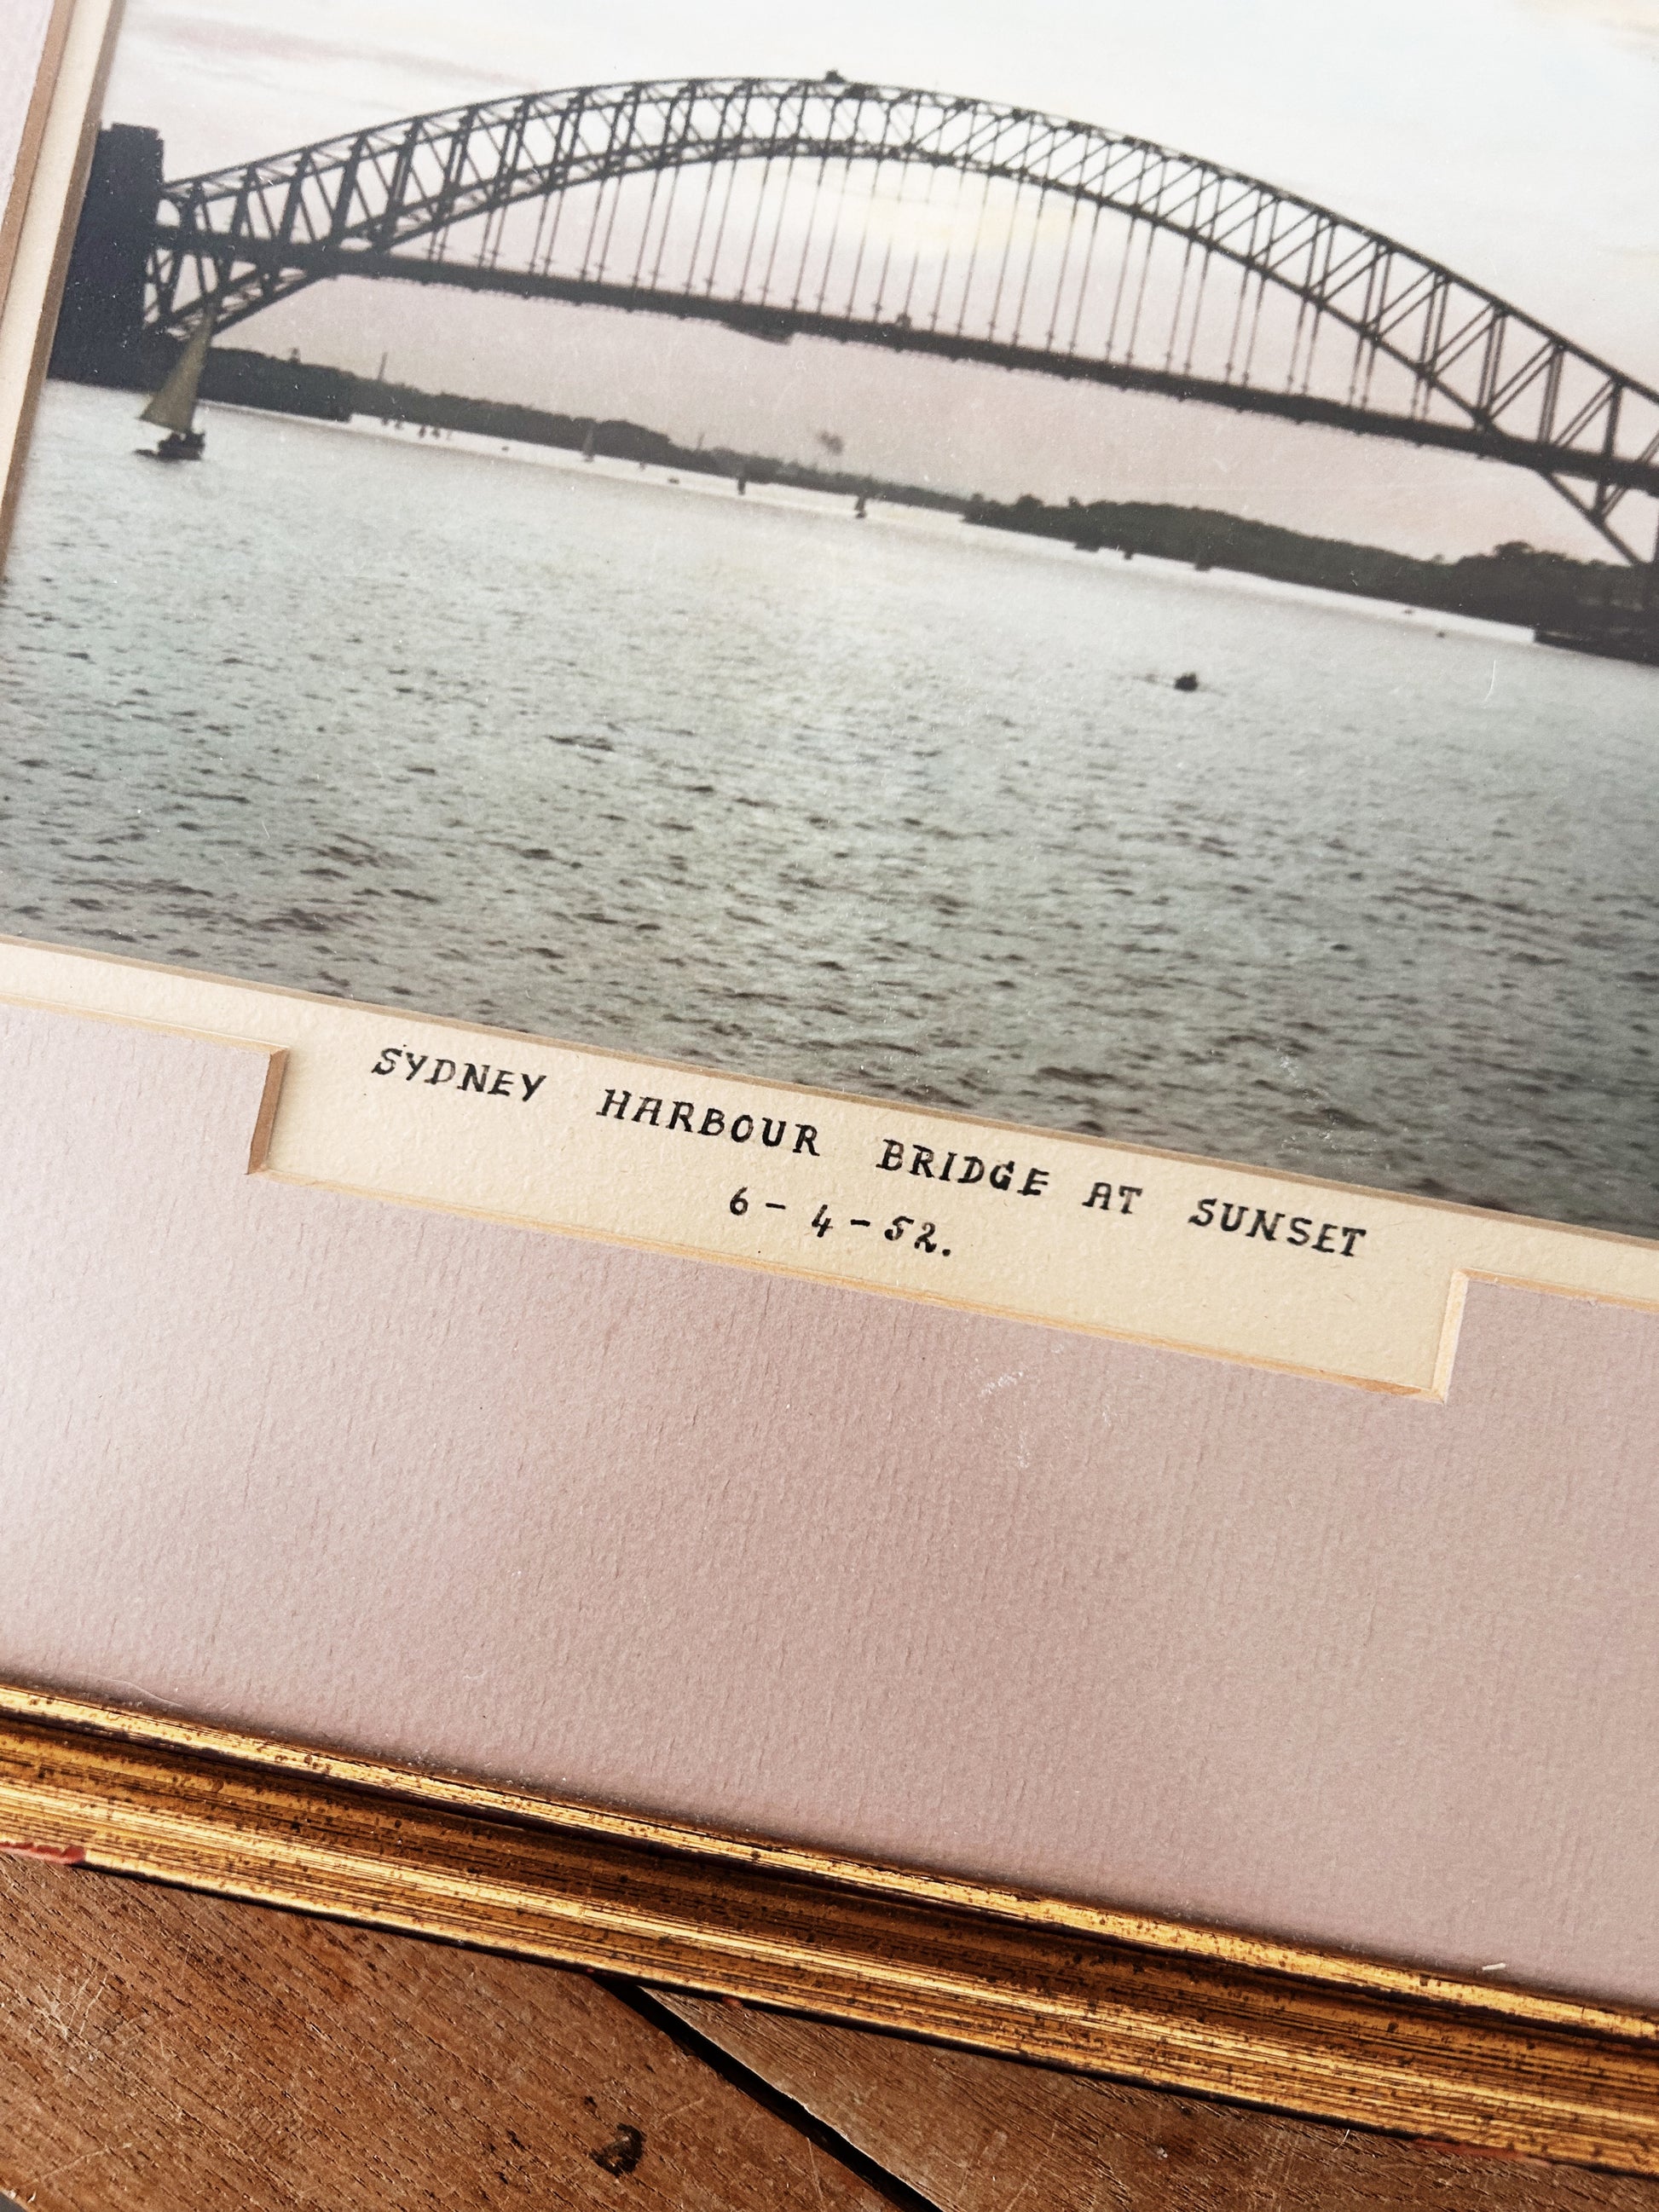 SYDNEY HARBOUR BRIDGE AT SUNSET
6-4-52.